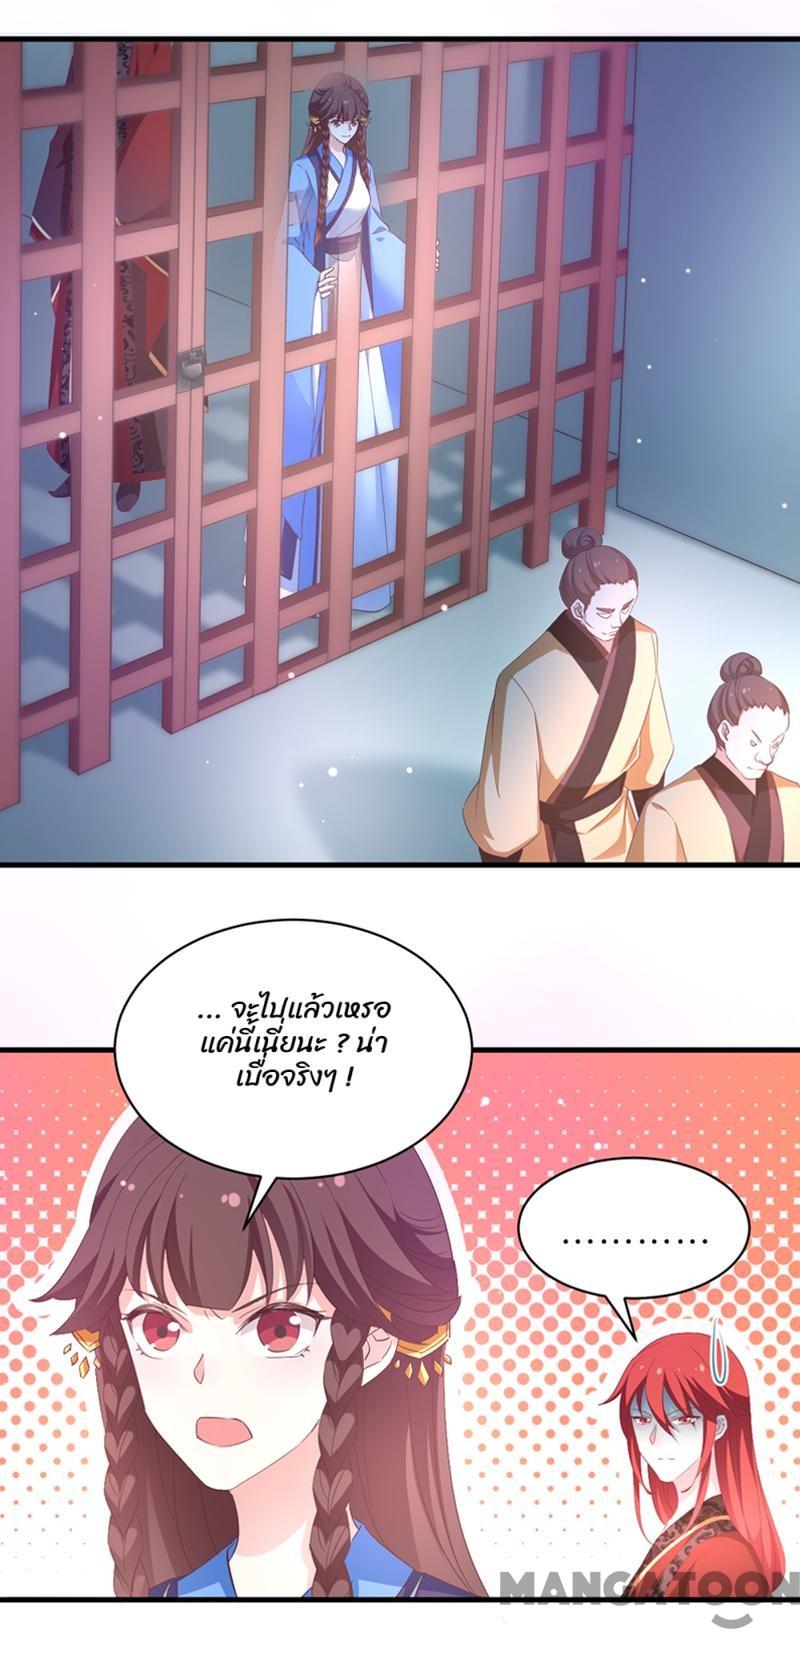 ... จะไปแล้วเหรอ
แค่นี้เนี่ยนะ ? น่า
เบื่อจริงๆ !
............
MANGATOON